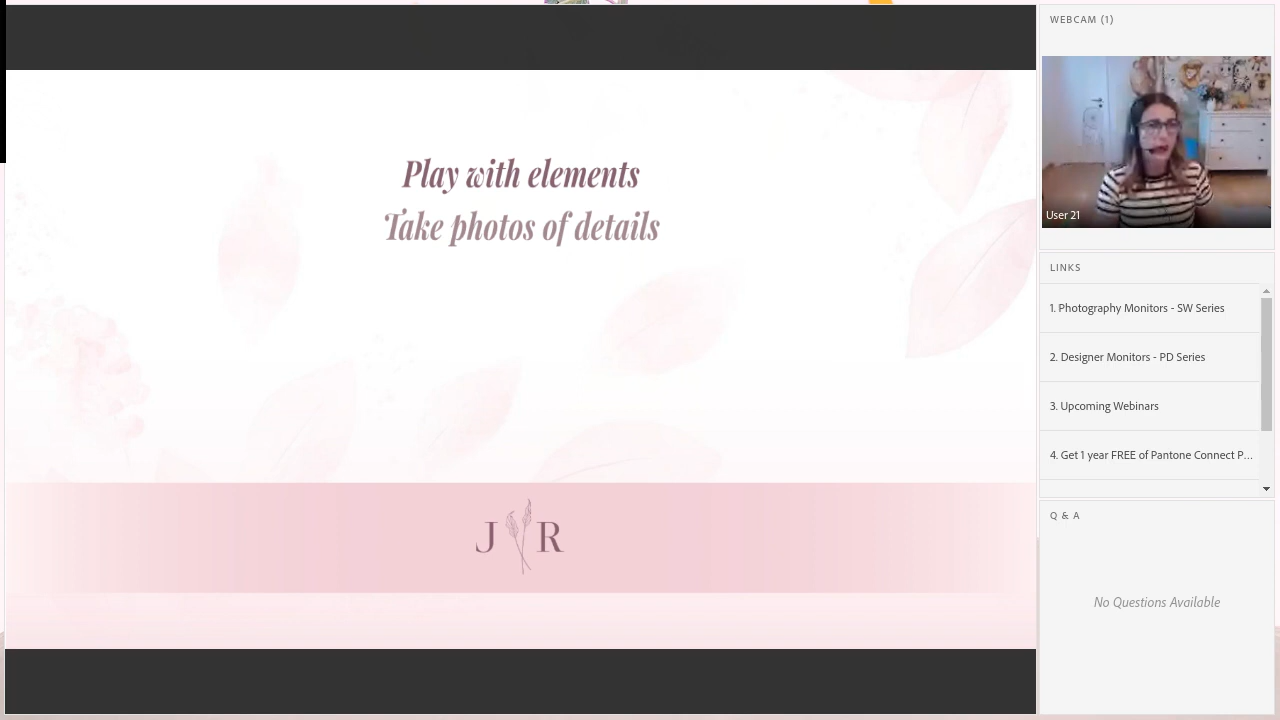 Play with elements
Take photos of details
J R
WEBCAM (1)
User 21
LINKS
1. Photography Monitors - SW Series
2. Designer Monitors - PD Series
3. Upcoming Webinars
4. Get 1 year FREE of Pantone Connect P...
Q & A
No Questions Available